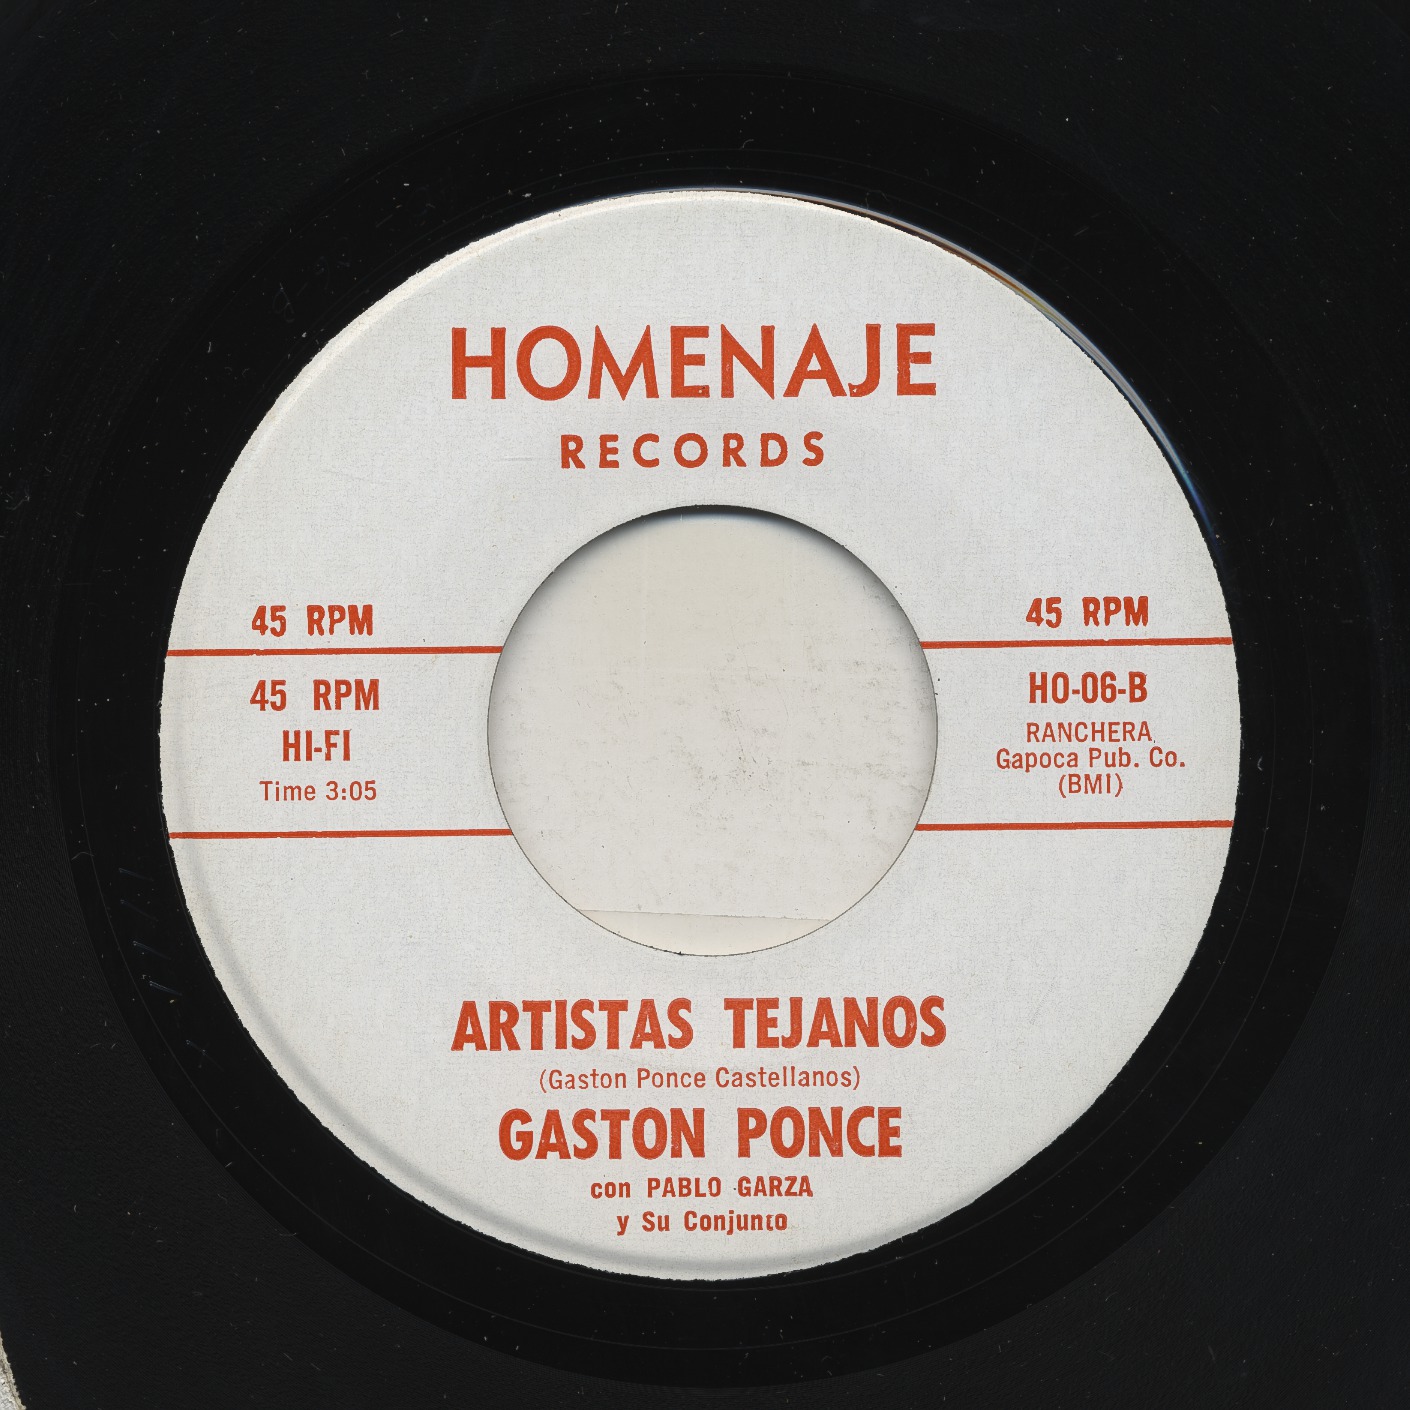 HOMENAJE
RECORDS
45 RPM
45 RPM
HI-FI
Time 3:05
45 RPM
HO-06-B
RANCHERA
Gapoca Pub. Co.
(BMI)
ARTISTAS TEJANOS
(Gaston Ponce Castellanos)
GASTON PONCE
con PABLO GARZA
y Su Conjunto